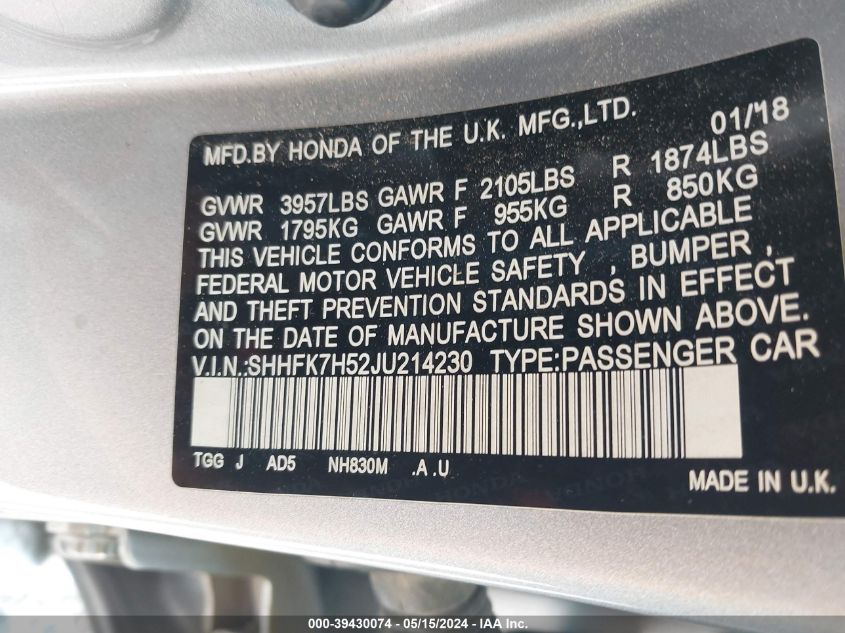 MFD.BY HONDA OF THE U.K. MFG.,LTD. 01/18
GVWR 3957LBS GAWR F 2105LBS R 1874LBS
GVWR 1795KG GAWR F 955KG R 850KG
THIS VEHICLE CONFORMS TO ALL APPLICABLE
FEDERAL MOTOR VEHICLE SAFETY , BUMPER ,
AND THEFT PREVENTION STANDARDS IN EFFECT
ON THE DATE OF MANUFACTURE SHOWN ABOVE.
V.I.N.:SHHFK7H52JU214230 TYPE:PASSENGER CAR
TGG J AD5 NH830M .A .U
MADE IN U.K.
000-39430074 - 05/15/2024 - IAA Inc.